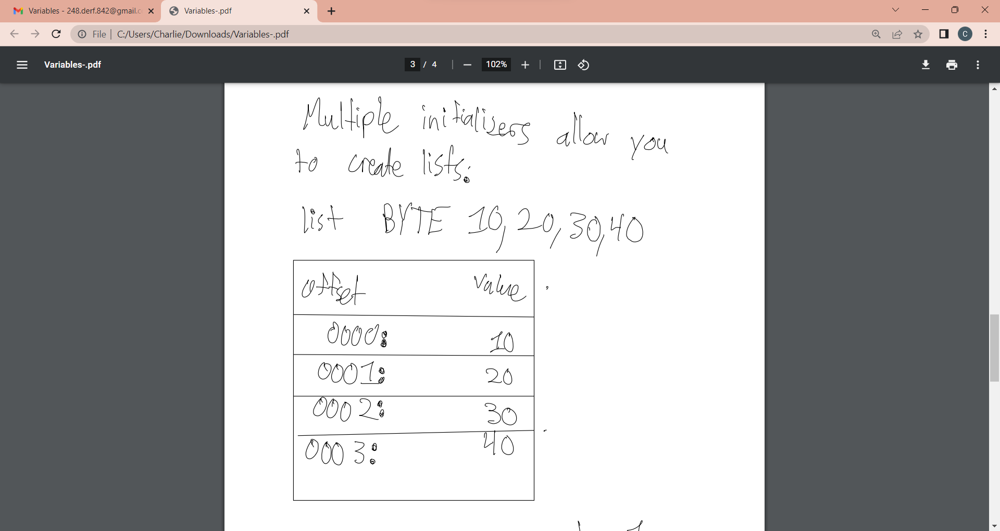 Variables - 248.derf.842@gmail.c
Variables-.pdf
File | C:/Users/Charlie/Downloads/Variables-.pdf
C
Variables-.pdf
3 / 4
102%
Multiple initializers allow you
to create lists:
list BYTE 10, 20, 30, 40
offset value
0000: 10
0001: 20
0002: 30
0003: 40